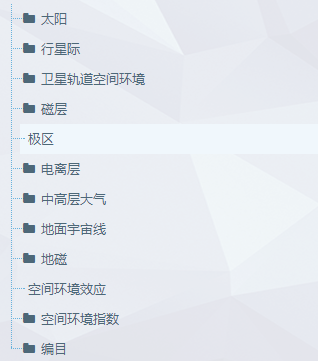 太阳
行星际
卫星轨道空间环境
磁层
极区
电离层
中高层大气
地面宇宙线
地磁
空间环境效应
空间环境指数
编目